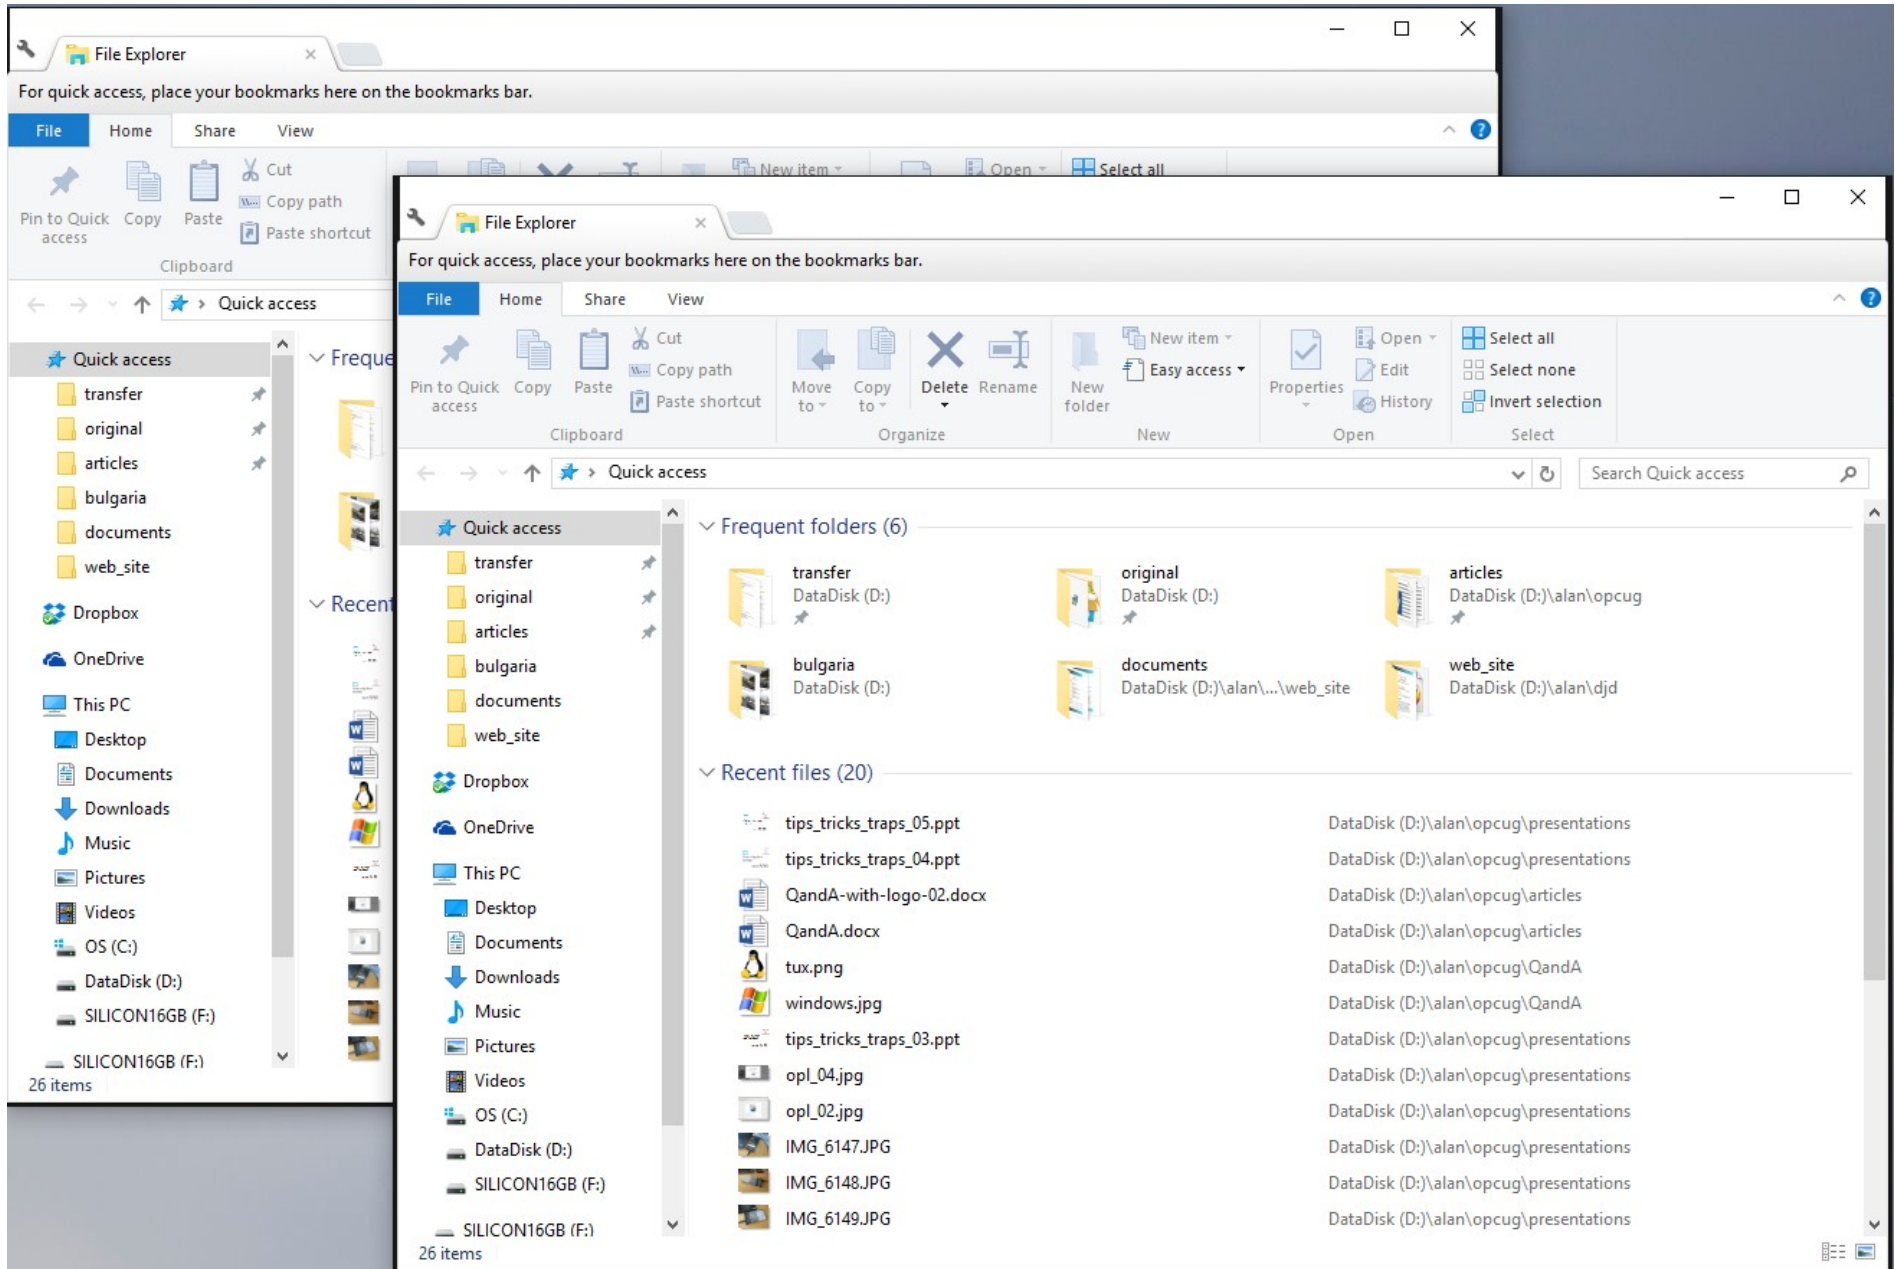 File Explorer
For quick access, place your bookmarks here on the bookmarks bar.
File Home Share View
Pin to Quick access
Copy
Paste
Cut
Copy path
Paste shortcut
Clipboard
New item
Open
Select all
Quick access
Quick access
transfer
original
articles
bulgaria
documents
web_site
Dropbox
OneDrive
This PC
Desktop
Documents
Downloads
Music
Pictures
Videos
OS (C:)
DataDisk (D:)
SILICON16GB (F:)
SILICON16GB (F:)
26 items
Freque
Recent
File Explorer
For quick access, place your bookmarks here on the bookmarks bar.
File Home Share View
Pin to Quick access
Copy
Paste
Cut
Copy path
Paste shortcut
Clipboard
Move to
Copy to
Delete
Rename
Organize
New folder
New item
Easy access
New
Properties
Open
Edit
History
Open
Select all
Select none
Invert selection
Select
Quick access
Search Quick access
Quick access
transfer
original
articles
bulgaria
documents
web_site
Dropbox
OneDrive
This PC
Desktop
Documents
Downloads
Music
Pictures
Videos
OS (C:)
DataDisk (D:)
SILICON16GB (F:)
SILICON16GB (F:)
26 items
Frequent folders (6)
transfer
DataDisk (D:)
original
DataDisk (D:)
articles
DataDisk (D:)\alan\opcug
bulgaria
DataDisk (D:)
documents
DataDisk (D:)\alan\...\web_site
web_site
DataDisk (D:)\alan\djd
Recent files (20)
tips_tricks_traps_05.ppt DataDisk (D:)\alan\opcug\presentations
tips_tricks_traps_04.ppt DataDisk (D:)\alan\opcug\presentations
QandA-with-logo-02.docx DataDisk (D:)\alan\opcug\articles
QandA.docx DataDisk (D:)\alan\opcug\articles
tux.png DataDisk (D:)\alan\opcug\QandA
windows.jpg DataDisk (D:)\alan\opcug\QandA
tips_tricks_traps_03.ppt DataDisk (D:)\alan\opcug\presentations
opl_04.jpg DataDisk (D:)\alan\opcug\presentations
opl_02.jpg DataDisk (D:)\alan\opcug\presentations
IMG_6147.JPG DataDisk (D:)\alan\opcug\presentations
IMG_6148.JPG DataDisk (D:)\alan\opcug\presentations
IMG_6149.JPG DataDisk (D:)\alan\opcug\presentations